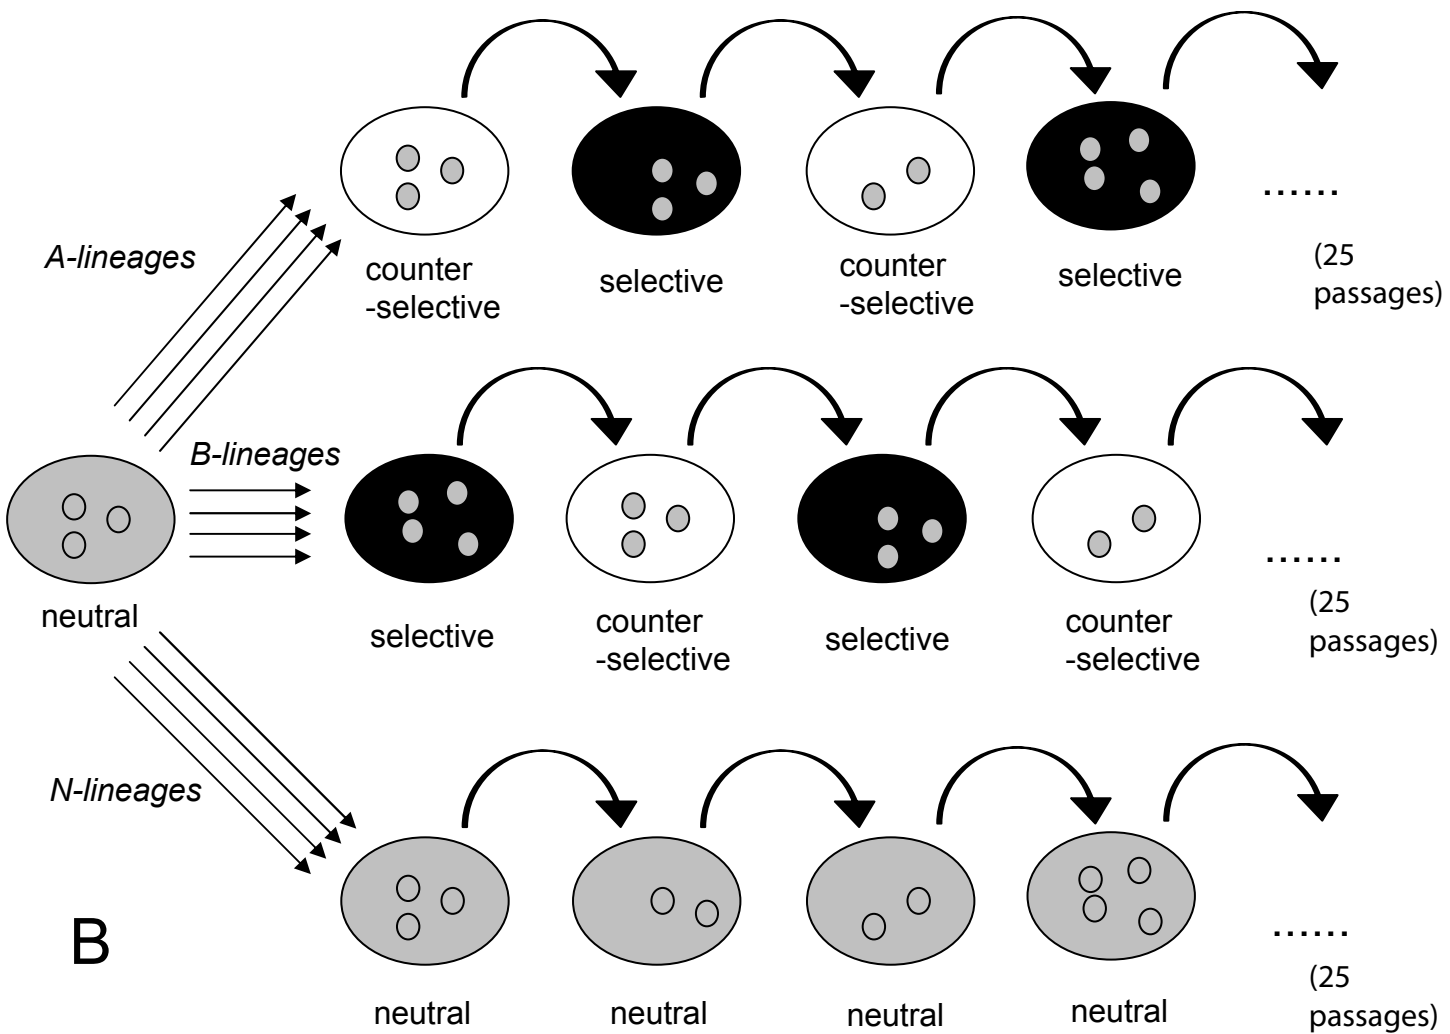 A-lineages
counter
-selective
selective
counter
-selective
selective
......
(25
passages)
B-lineages
neutral
selective
counter
-selective
selective
counter
-selective
......
(25
passages)
N-lineages
B
neutral
neutral
neutral
neutral
......
(25
passages)